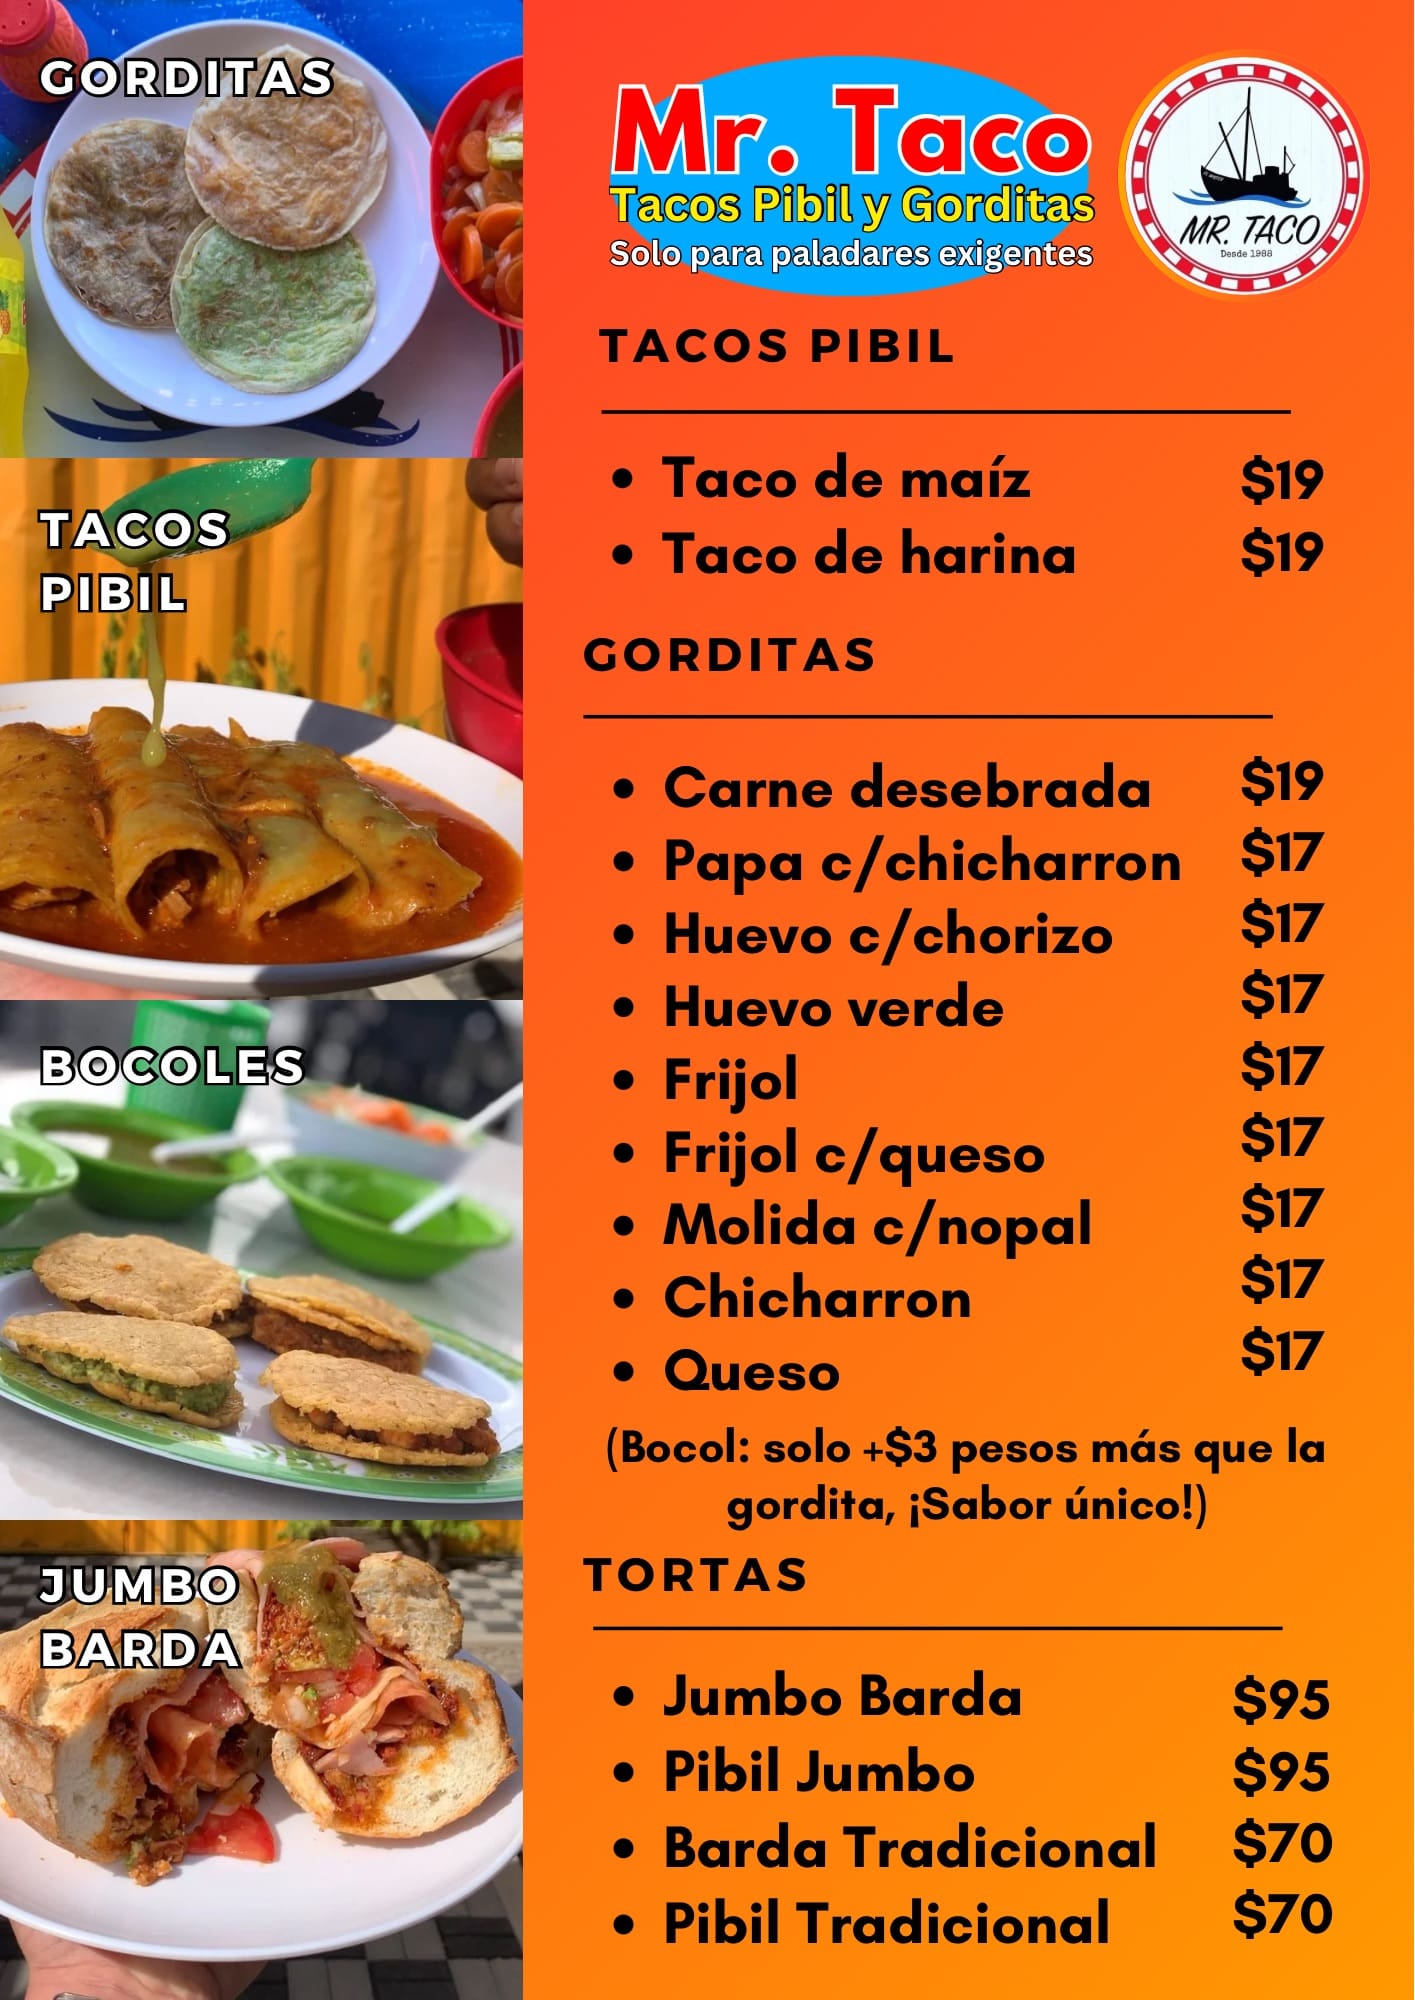 GORDITAS
TACOS
PIBIL
BOCOLES
JUMBO
BARDA
Mr. Taco
Tacos Pibil y Gorditas
Solo para paladares exigentes
MR. TACO
Desde 1988
TACOS PIBIL
• Taco de maíz $19
• Taco de harina $19
GORDITAS
• Carne desebrada $19
• Papa c/chicharron $17
• Huevo c/chorizo $17
• Huevo verde $17
• Frijol $17
• Frijol c/queso $17
• Molida c/nopal $17
• Chicharron $17
• Queso $17
(Bocol: solo +$3 pesos más que la
gordita, ¡Sabor único!)
TORTAS
• Jumbo Barda $95
• Pibil Jumbo $95
• Barda Tradicional $70
• Pibil Tradicional $70